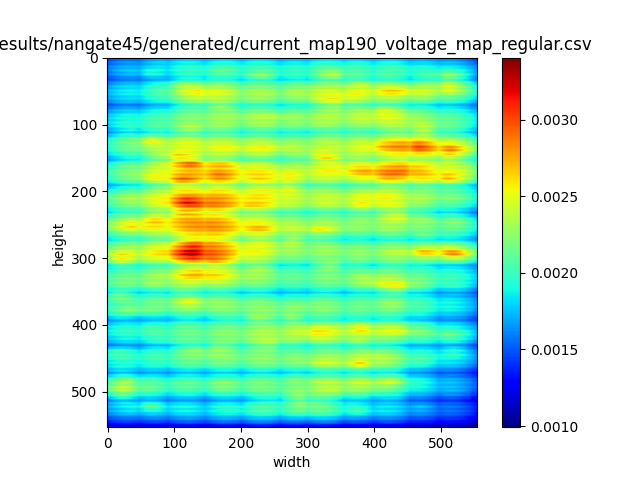 esults/nangate45/generated/current_map190_voltage_map_regular.csv
0
100
200
300
400
500
height
0 100 200 300 400 500
width
0.0030
0.0025
0.0020
0.0015
0.0010